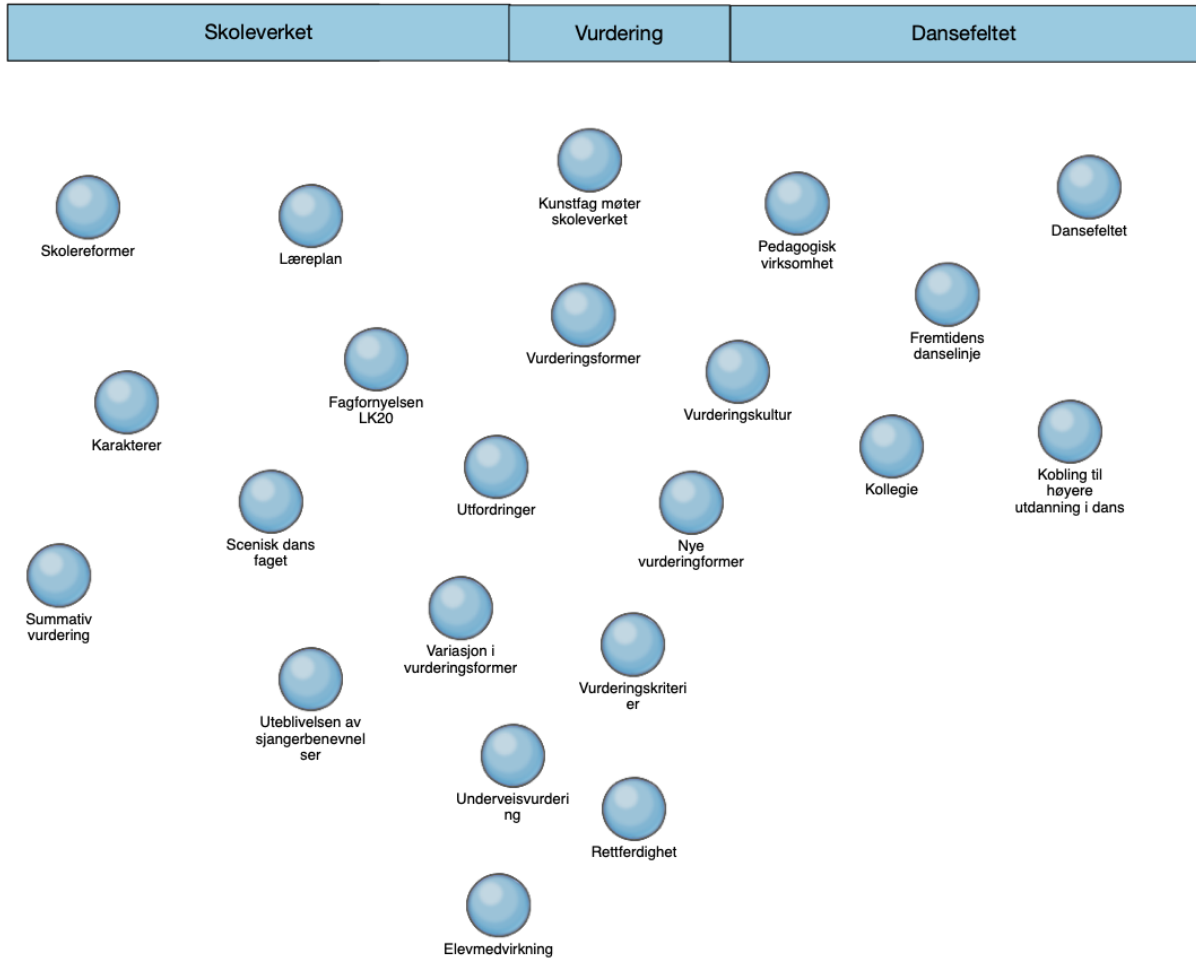 Skoleverket
Vurdering
Dansefeltet
Kunstfag møter
skoleverket
Skolereformer
Læreplan
Pedagogisk
virksomhet
Dansefeltet
Fremtidens
danselinje
Vurderingsformer
Fagfornyelsen
LK20
Vurderingskultur
Karakterer
Kollegie
Kobling til
høyere
utdanning i dans
Utfordringer
Scenisk dans
faget
Nye
vurderingformer
Summativ
vurdering
Variasjon i
vurderingsformer
Vurderingskriteri
er
Uteblivelsen av
sjangerbenevnel
ser
Underveisvurderi
ng
Rettferdighet
Elevmedvirkning